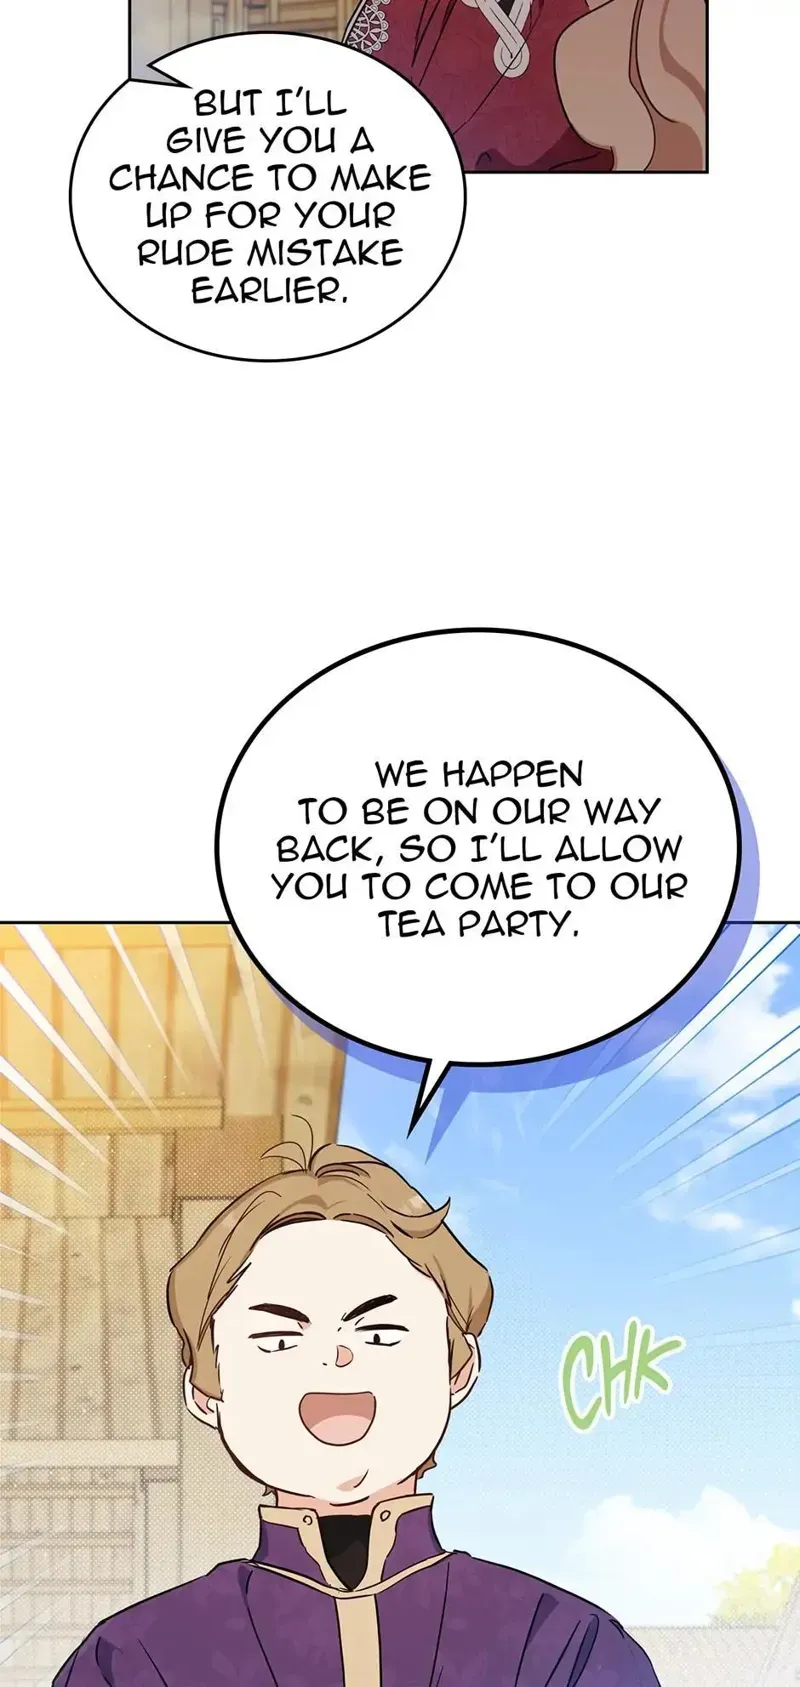 BUT I'LL
GIVE YOU A
CHANCE TO MAKE
UP FOR YOUR
RUDE MISTAKE
EARLIER.
WE HAPPEN
TO BE ON OUR WAY
BACK, SO I'LL ALLOW
YOU TO COME TO OUR
TEA PARTY.
CHK